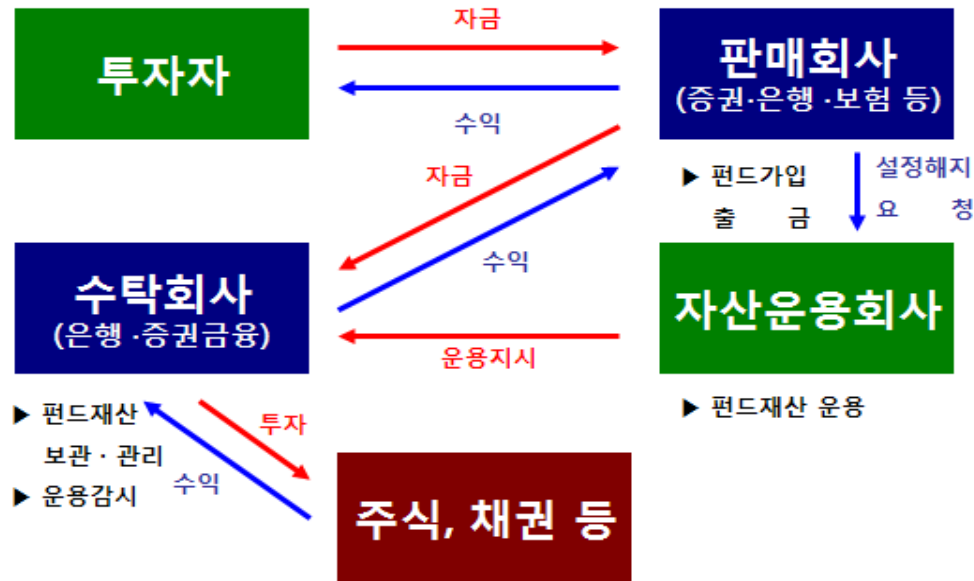 자금
투자자
판매회사
(증권·은행 ·보험 등)
수익
자금
▶ 펀드가입
출 금
설정해지
요 청
수탁회사
(은행 ·증권금융)
수익
자산운용회사
운용지시
▶ 펀드재산
보관 · 관리
▶ 운용감시
투자
수익
▶ 펀드재산 운용
주식, 채권 등